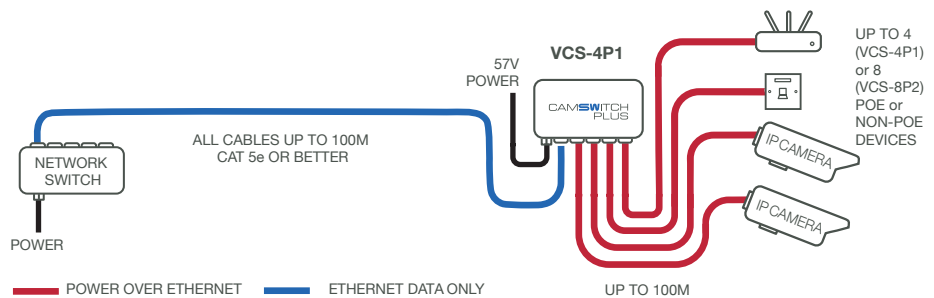 VCS-4P1
57V
POWER
CAMSWITCH
PLUS
UP TO 4
(VCS-4P1)
or 8
(VCS-8P2)
POE or
NON-POE
DEVICES
ALL CABLES UP TO 100M
CAT 5e OR BETTER
NETWORK
SWITCH
IP CAMERA
IP CAMERA
POWER
POWER OVER ETHERNET
ETHERNET DATA ONLY
UP TO 100M